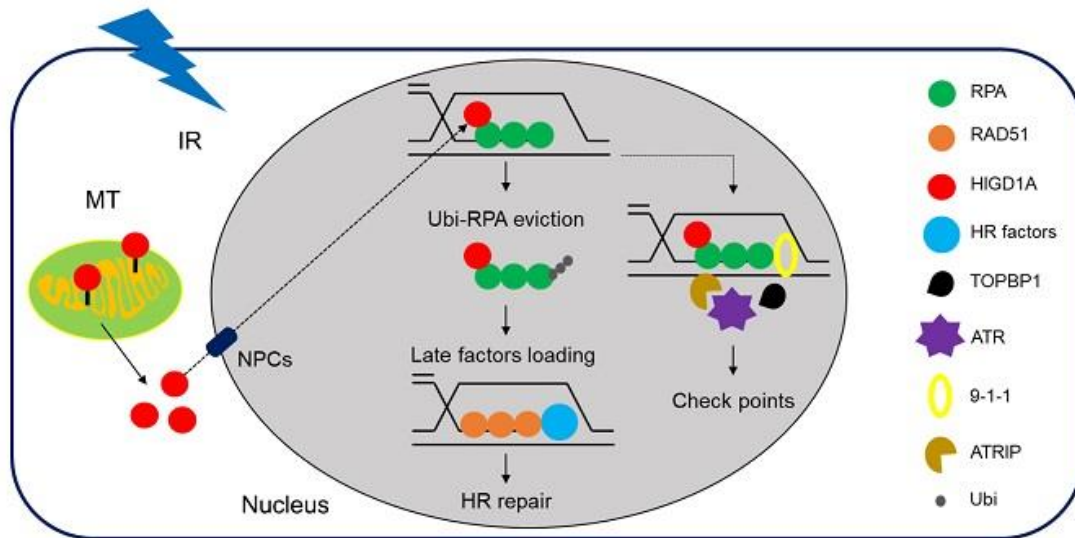 IR
MT
NPCs
Nucleus
Ubi-RPA eviction
Late factors loading
HR repair
Check points
RPA
RAD51
HIGD1A
HR factors
TOPBP1
ATR
9-1-1
ATRIP
Ubi